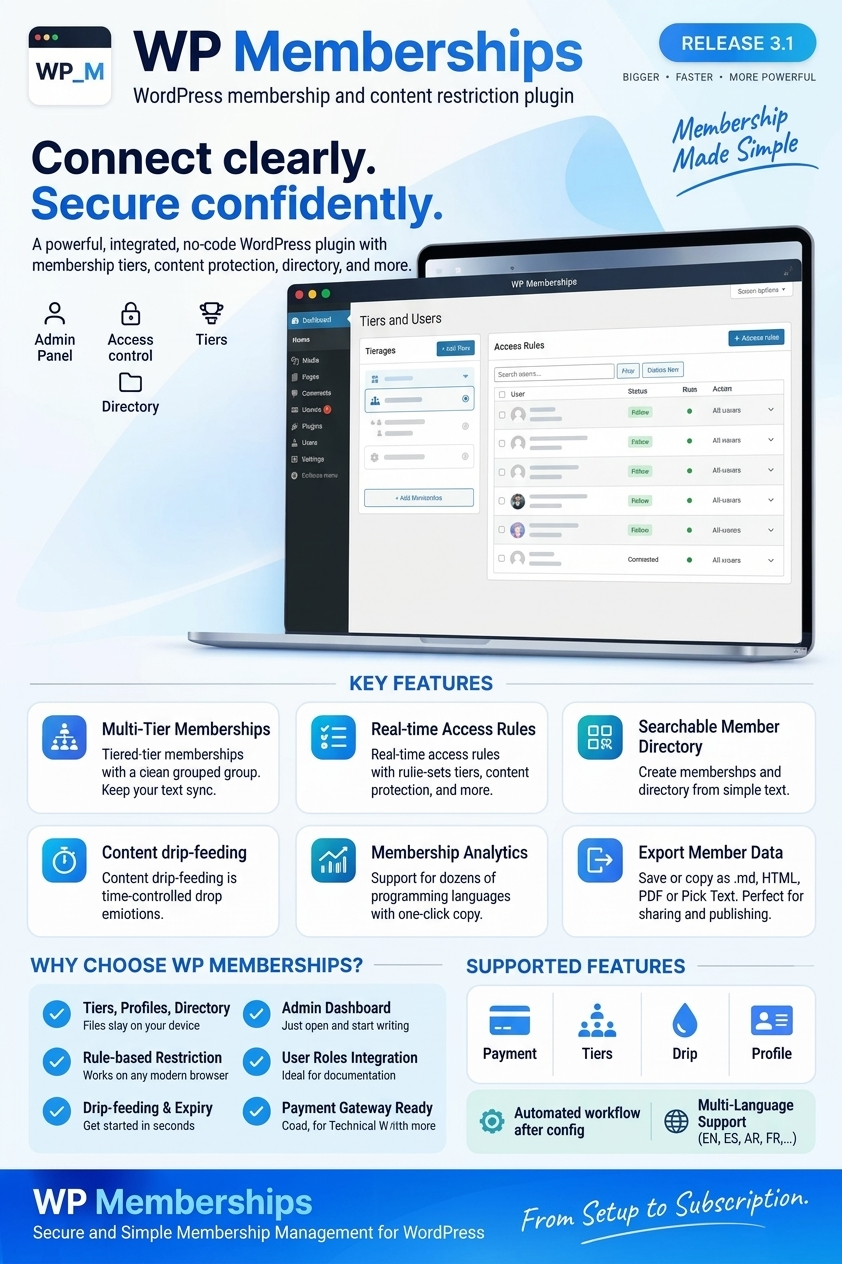 WP_M
WP Memberships
WordPress membership and content restriction plugin
RELEASE 3.1
BIGGER • FASTER • MORE POWERFUL
Membership
Made Simple
Connect clearly.
Secure confidently.
A powerful, integrated, no-code WordPress plugin with
membership tiers, content protection, directory, and more.
Admin
Panel
Access
control
Tiers
Directory
WP Memberships
Screen options
Dashboard
Home
Media
Pages
Plugins
Users
Settings
Tiers and Users
Tierages
Access Rules
+ Access rules
Search users...
User
Status
Action
KEY FEATURES
Multi-Tier Memberships
Tiered-tier memberships
with a clean grouped group.
Keep your text sync.
Real-time Access Rules
Real-time access rules
with rulie-sets tiers, content
protection, and more.
Searchable Member
Directory
Create membershps and
directory from simple text.
Content drip-feeding
Content drip-feeding is
time-controlled drop
emiotions.
Membership Analytics
Support for dozens of
programming languages
with one-click copy.
Export Member Data
Save or copy as .md, HTML,
PDF or Pick Text. Perfect for
sharing and publishing.
WHY CHOOSE WP MEMBERSHIPS?
Tiers, Profiles, Directory
Files slay on your device
Admin Dashboard
Just open and start writing
Rule-based Restriction
Works on any modern browser
User Roles Integration
Ideal for documentation
Drip-feeding & Expiry
Get started in seconds
Payment Gateway Ready
Coad, for Technical W/ith more
SUPPORTED FEATURES
Payment
Tiers
Drip
Profile
Automated workflow
after config
Multi-Language
Support
(EN, ES, AR, FR,...)
WP Memberships
Secure and Simple Membership Management for WordPress
From Setup to Subscription.